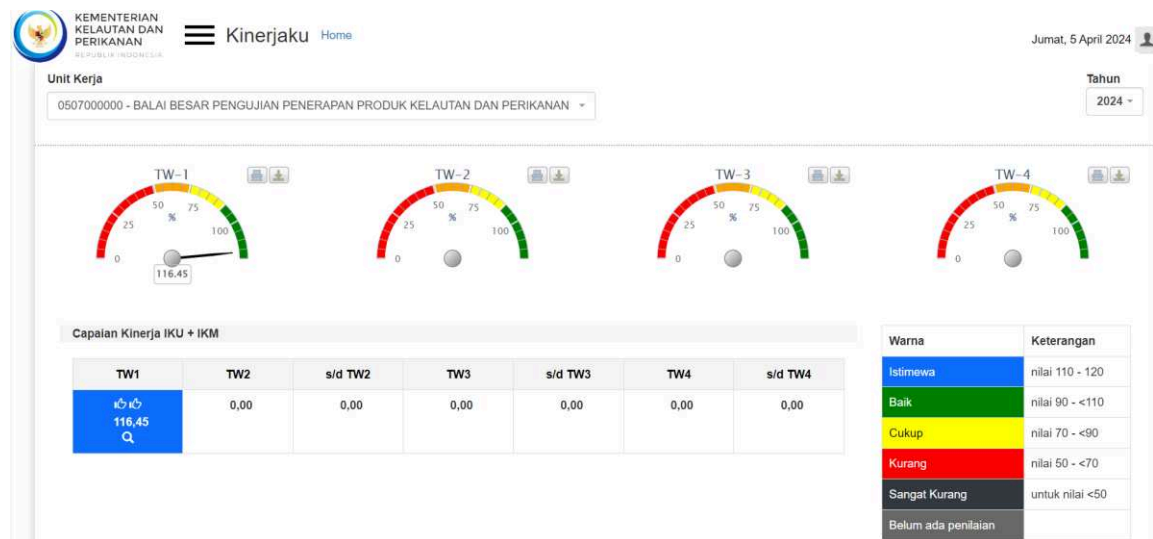 KEMENTERIAN
KELAUTAN DAN
PERIKANAN
REPUBLIK INDONESIA
Kinerjaku Home
Jumat, 5 April 2024
Unit Kerja
Tahun
0507000000 - BALAI BESAR PENGUJIAN PENERAPAN PRODUK KELAUTAN DAN PERIKANAN
2024
TW-1
0 25 50 75 100
%
116.45
TW-2
0 25 50 75 100
%
TW-3
0 25 50 75 100
%
TW-4
0 25 50 75 100
%
Capaian Kinerja IKU + IKM
TW1 TW2 s/d TW2 TW3 s/d TW3 TW4 s/d TW4
116,45 0,00 0,00 0,00 0,00 0,00 0,00
Warna Keterangan
Istimewa nilai 110 - 120
Baik nilai 90 - <110
Cukup nilai 70 - <90
Kurang nilai 50 - <70
Sangat Kurang untuk nilai <50
Belum ada penilaian